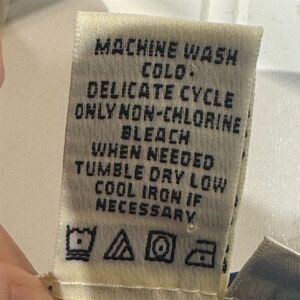 MACHINE WASH
COLD
DELICATE CYCLE
ONLY NON-CHLORINE
BLEACH
WHEN NEEDED
TUMBLE DRY LOW
COOL IRON IF
NECESSARY